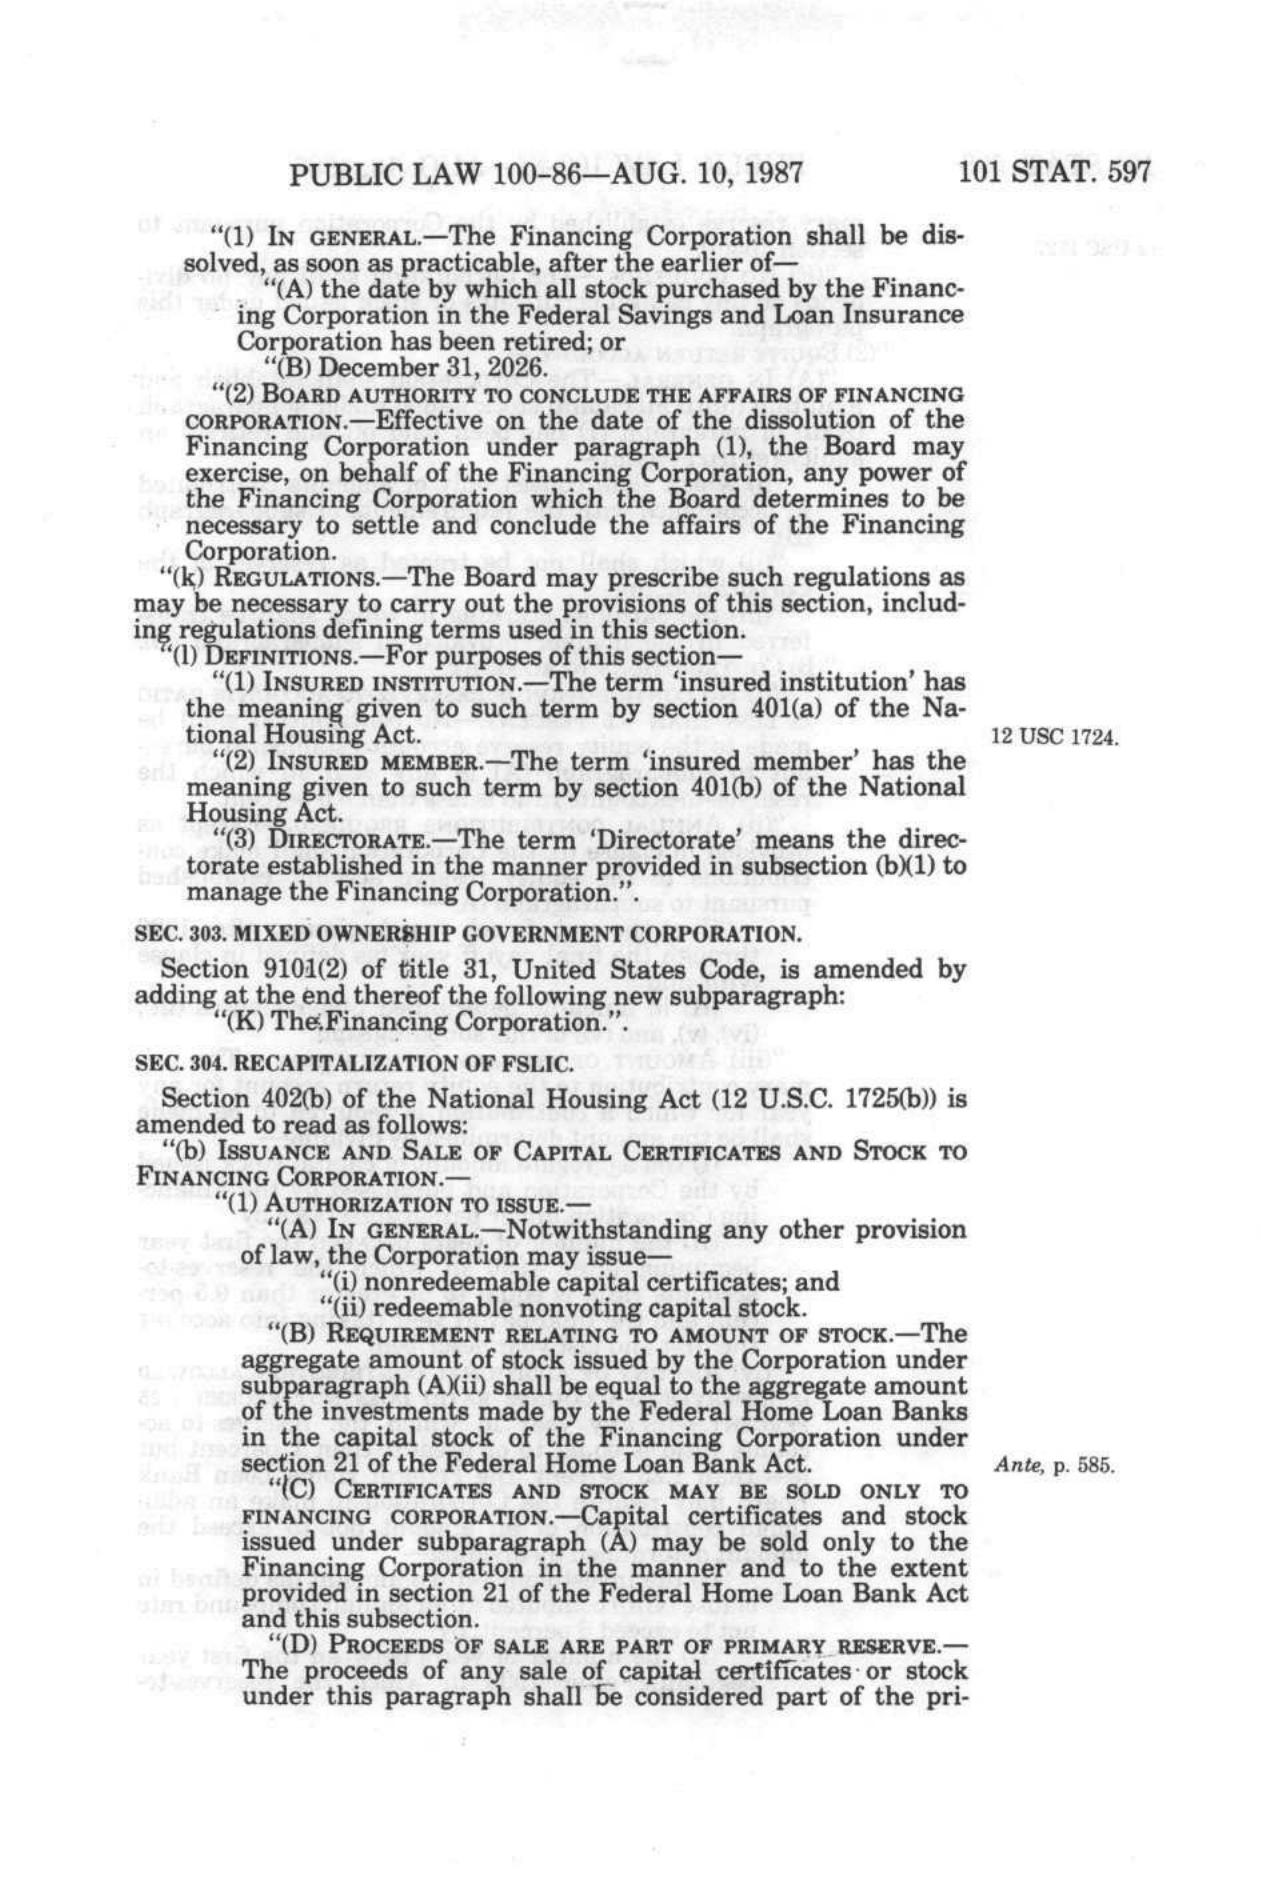 PUBLIC LAW 100-86—AUG. 10, 1987 101 STAT. 597
“(1) IN GENERAL.—The Financing Corporation shall be dis-
solved, as soon as practicable, after the earlier of—
“(A) the date by which all stock purchased by the Financ-
ing Corporation in the Federal Savings and Loan Insurance
Corporation has been retired; or
“(B) December 31, 2026.
“(2) BOARD AUTHORITY TO CONCLUDE THE AFFAIRS OF FINANCING
CORPORATION.—Effective on the date of the dissolution of the
Financing Corporation under paragraph (1), the Board may
exercise, on behalf of the Financing Corporation, any power of
the Financing Corporation which the Board determines to be
necessary to settle and conclude the affairs of the Financing
Corporation.
“(k) REGULATIONS.—The Board may prescribe such regulations as
may be necessary to carry out the provisions of this section, includ-
ing regulations defining terms used in this section.
“(l) DEFINITIONS.—For purposes of this section—
“(1) INSURED INSTITUTION.—The term ‘insured institution’ has
the meaning given to such term by section 401(a) of the Na-
tional Housing Act.
12 USC 1724.
“(2) INSURED MEMBER.—The term ‘insured member’ has the
meaning given to such term by section 401(b) of the National
Housing Act.
“(3) DIRECTORATE.—The term ‘Directorate’ means the direc-
torate established in the manner provided in subsection (b)(1) to
manage the Financing Corporation.”.
SEC. 303. MIXED OWNERSHIP GOVERNMENT CORPORATION.
Section 9101(2) of title 31, United States Code, is amended by
adding at the end thereof the following new subparagraph:
“(K) The Financing Corporation.”.
SEC. 304. RECAPITALIZATION OF FSLIC.
Section 402(b) of the National Housing Act (12 U.S.C. 1725(b)) is
amended to read as follows:
“(b) ISSUANCE AND SALE OF CAPITAL CERTIFICATES AND STOCK TO
FINANCING CORPORATION.—
“(1) AUTHORIZATION TO ISSUE.—
“(A) IN GENERAL.—Notwithstanding any other provision
of law, the Corporation may issue—
“(i) nonredeemable capital certificates; and
“(ii) redeemable nonvoting capital stock.
“(B) REQUIREMENT RELATING TO AMOUNT OF STOCK.—The
aggregate amount of stock issued by the Corporation under
subparagraph (A)(ii) shall be equal to the aggregate amount
of the investments made by the Federal Home Loan Banks
in the capital stock of the Financing Corporation under
section 21 of the Federal Home Loan Bank Act.
Ante, p. 585.
“(C) CERTIFICATES AND STOCK MAY BE SOLD ONLY TO
FINANCING CORPORATION.—Capital certificates and stock
issued under subparagraph (A) may be sold only to the
Financing Corporation in the manner and to the extent
provided in section 21 of the Federal Home Loan Bank Act
and this subsection.
“(D) PROCEEDS OF SALE ARE PART OF PRIMARY RESERVE.—
The proceeds of any sale of capital certificates or stock
under this paragraph shall be considered part of the pri-